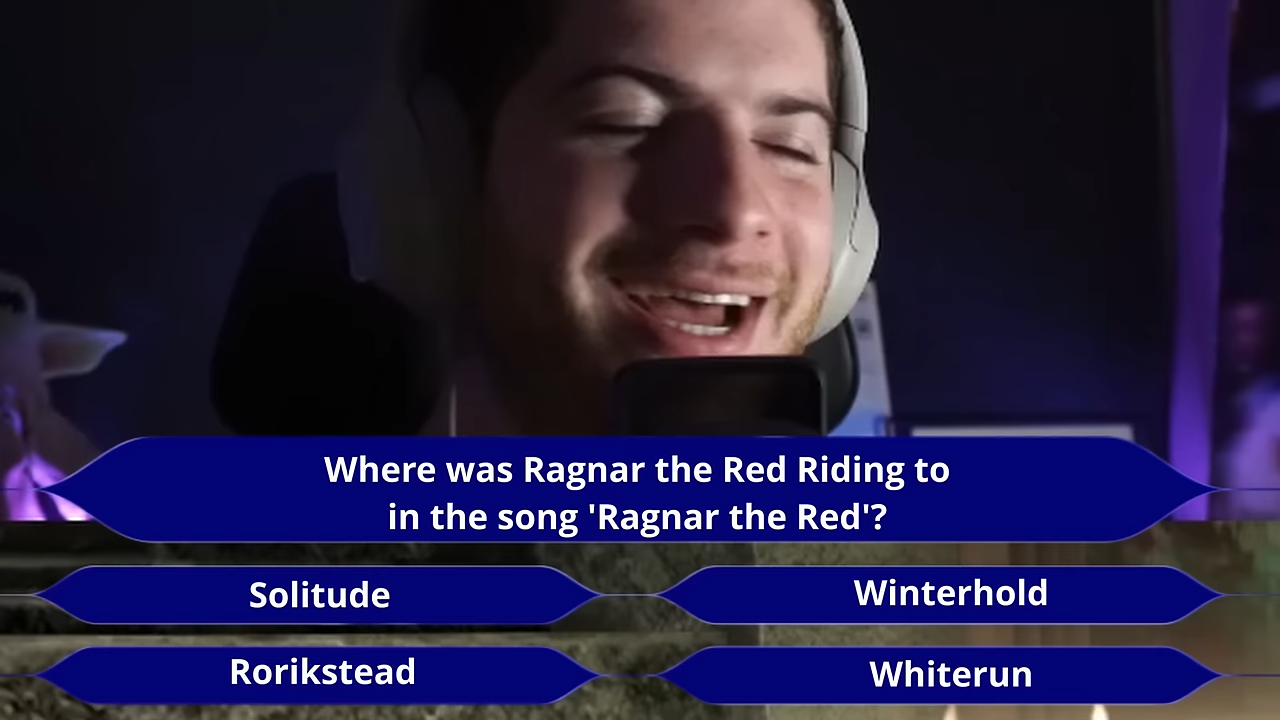 Where was Ragnar the Red Riding to
in the song 'Ragnar the Red'?
Solitude
Winterhold
Rorikstead
Whiterun